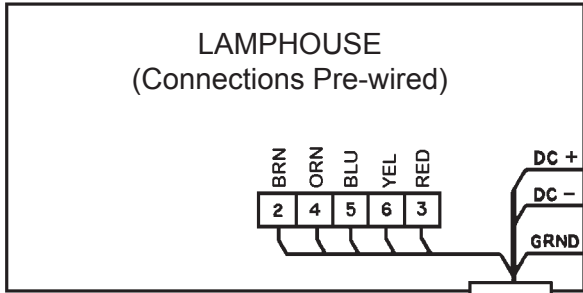 LAMPHOUSE
(Connections Pre-wired)
BRN ORN BLU YEL RED
2 4 5 6 3
DC +
DC -
GRND